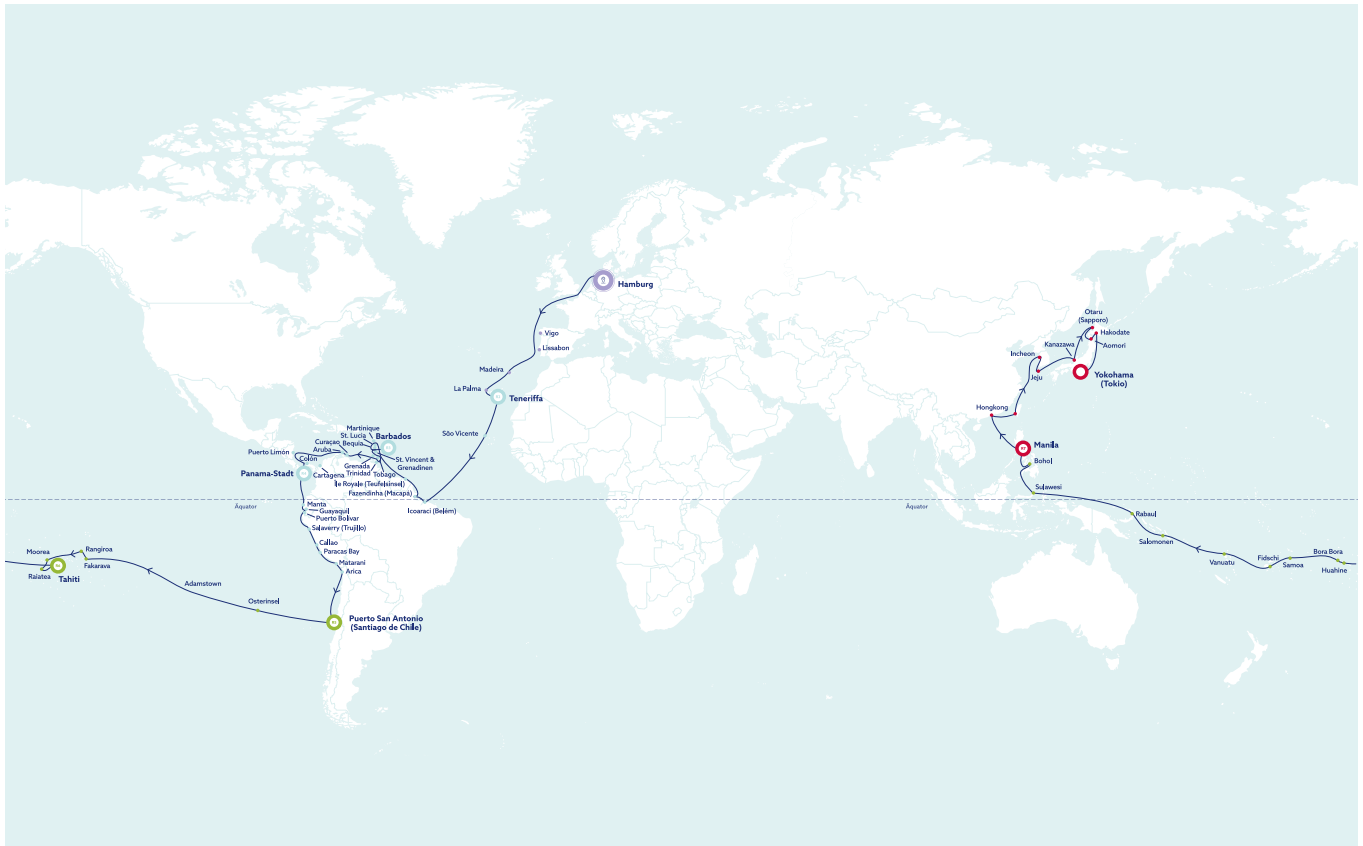 Hamburg
Vigo
Lissabon
Madeira
La Palma
Teneriffa
São Vicente
Otaru
(Sapporo)
Hakodate
Aomori
Kanazawa
Incheon
Jeju
Yokohama
(Tokio)
Hongkong
Manila
Bohol
Sulawesi
Martinique
St. Lucia
Barbados
Curaçao
Bequia
Aruba
Puerto Limón
Colón
Grenada
Trinidad
Tobago
St. Vincent &
Grenadinen
Panama-Stadt
Cartagena
Île Royale (Teufelsinsel)
Fazendinha (Macapá)
Icoaraci (Belém)
Äquator
Äquator
Manta
Guayaquil
Puerto Bolívar
Salaverry (Trujillo)
Callao
Paracas Bay
Matarani
Arica
Rabaul
Salomonen
Vanuatu
Fidschi
Samoa
Bora Bora
Huahine
Moorea
Rangiroa
Fakarava
Raiatea
Tahiti
Adamstown
Osterinsel
Puerto San Antonio
(Santiago de Chile)